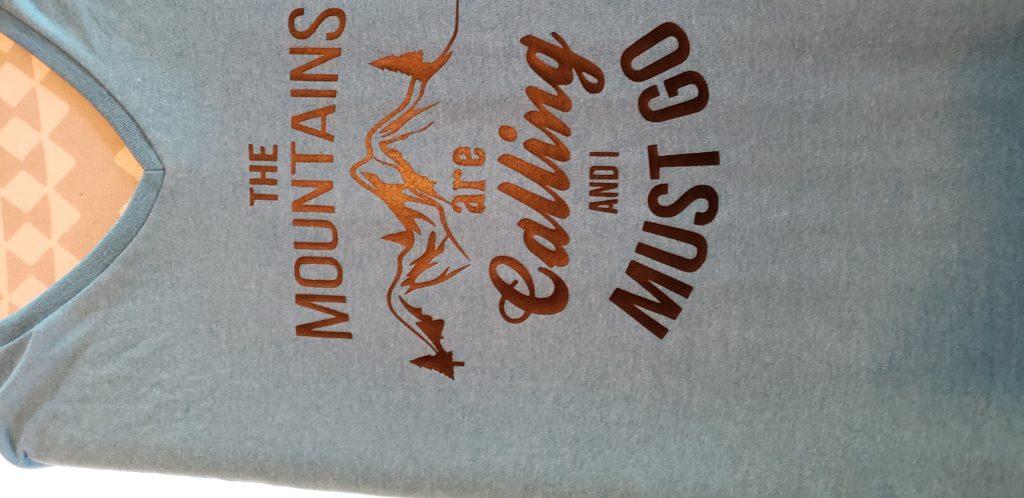 THE
MOUNTAINS
are
Calling
AND I
MUST GO